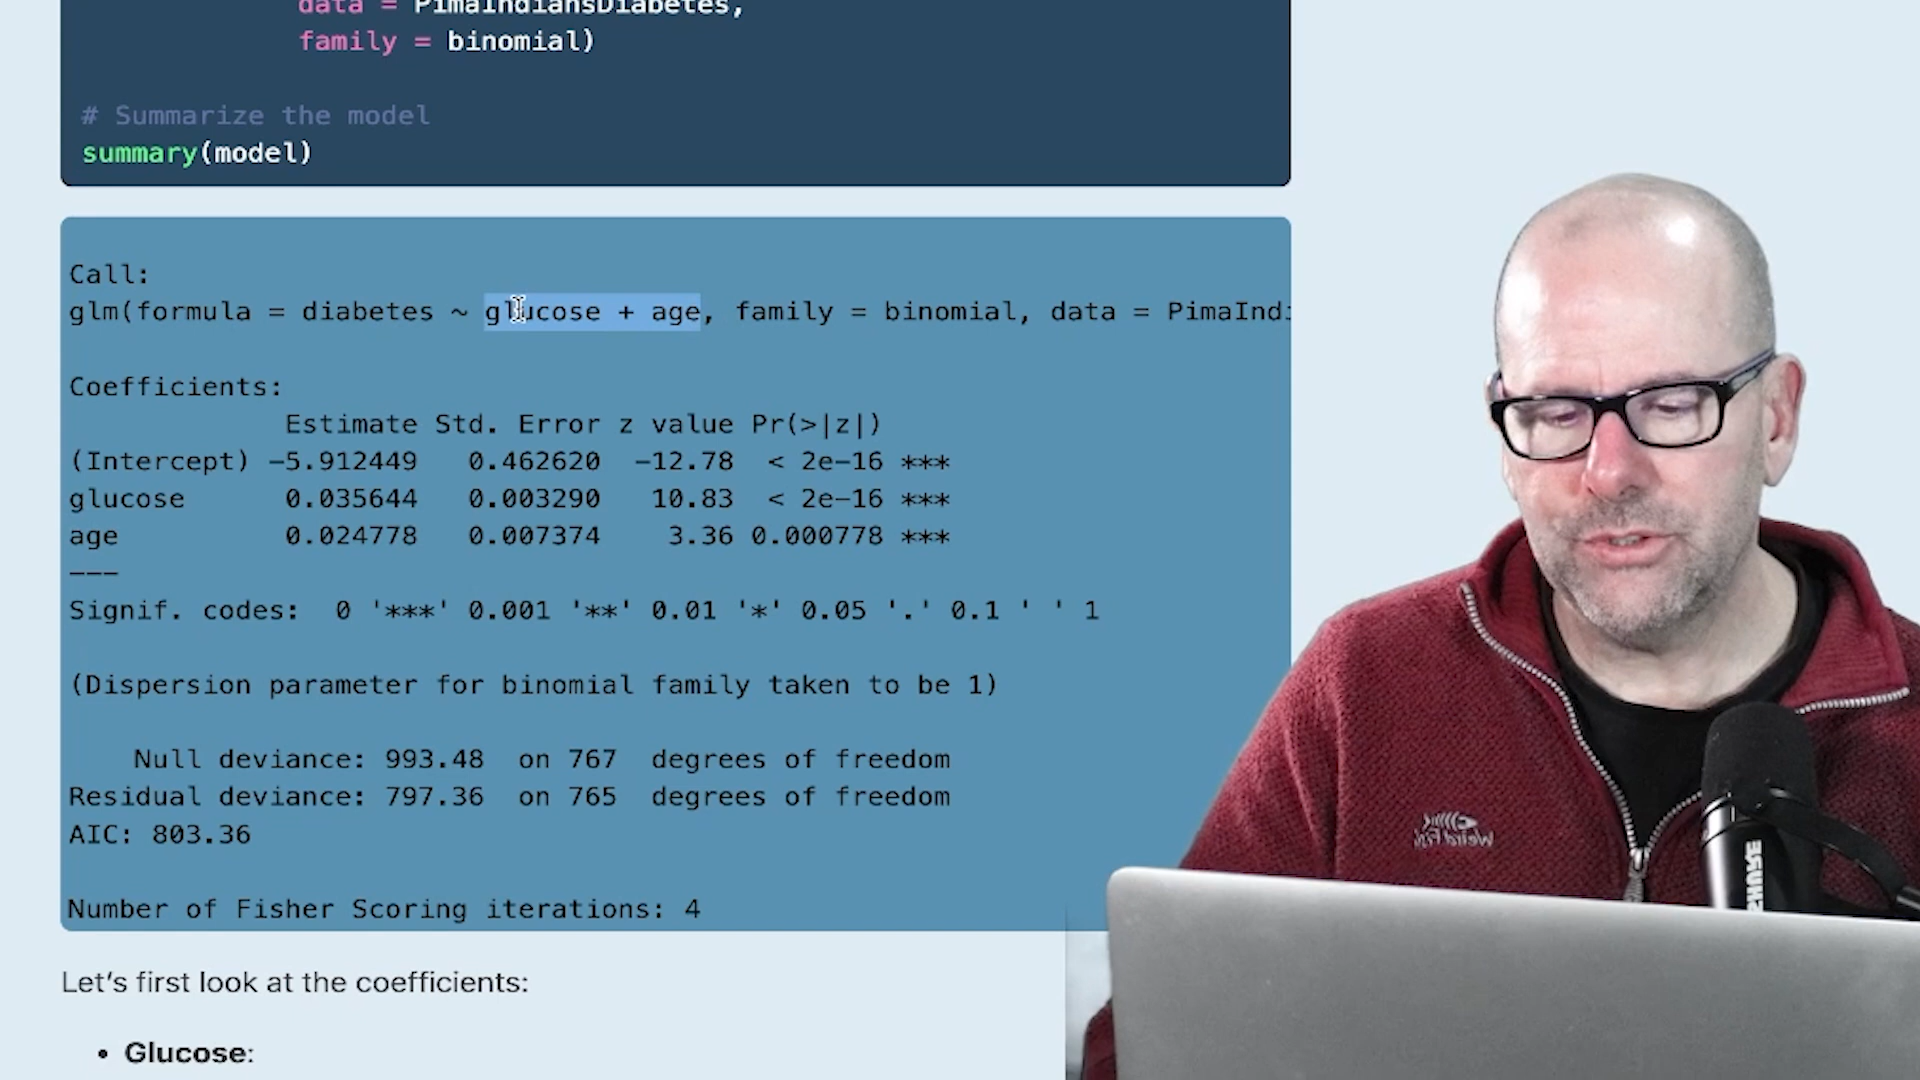 data = PimaIndiansDiabetes,
family = binomial)
# Summarize the model
summary(model)
Call:
glm(formula = diabetes ~ glucose + age, family = binomial, data = PimaIndi
Coefficients:
Estimate Std. Error z value Pr(>|z|)
(Intercept) -5.912449 0.462620 -12.78 < 2e-16 ***
glucose 0.035644 0.003290 10.83 < 2e-16 ***
age 0.024778 0.007374 3.36 0.000778 ***
---
Signif. codes: 0 '***' 0.001 '**' 0.01 '*' 0.05 '.' 0.1 ' ' 1
(Dispersion parameter for binomial family taken to be 1)
Null deviance: 993.48 on 767 degrees of freedom
Residual deviance: 797.36 on 765 degrees of freedom
AIC: 803.36
Number of Fisher Scoring iterations: 4
Let's first look at the coefficients:
• Glucose:
Weird Fish
SHURE